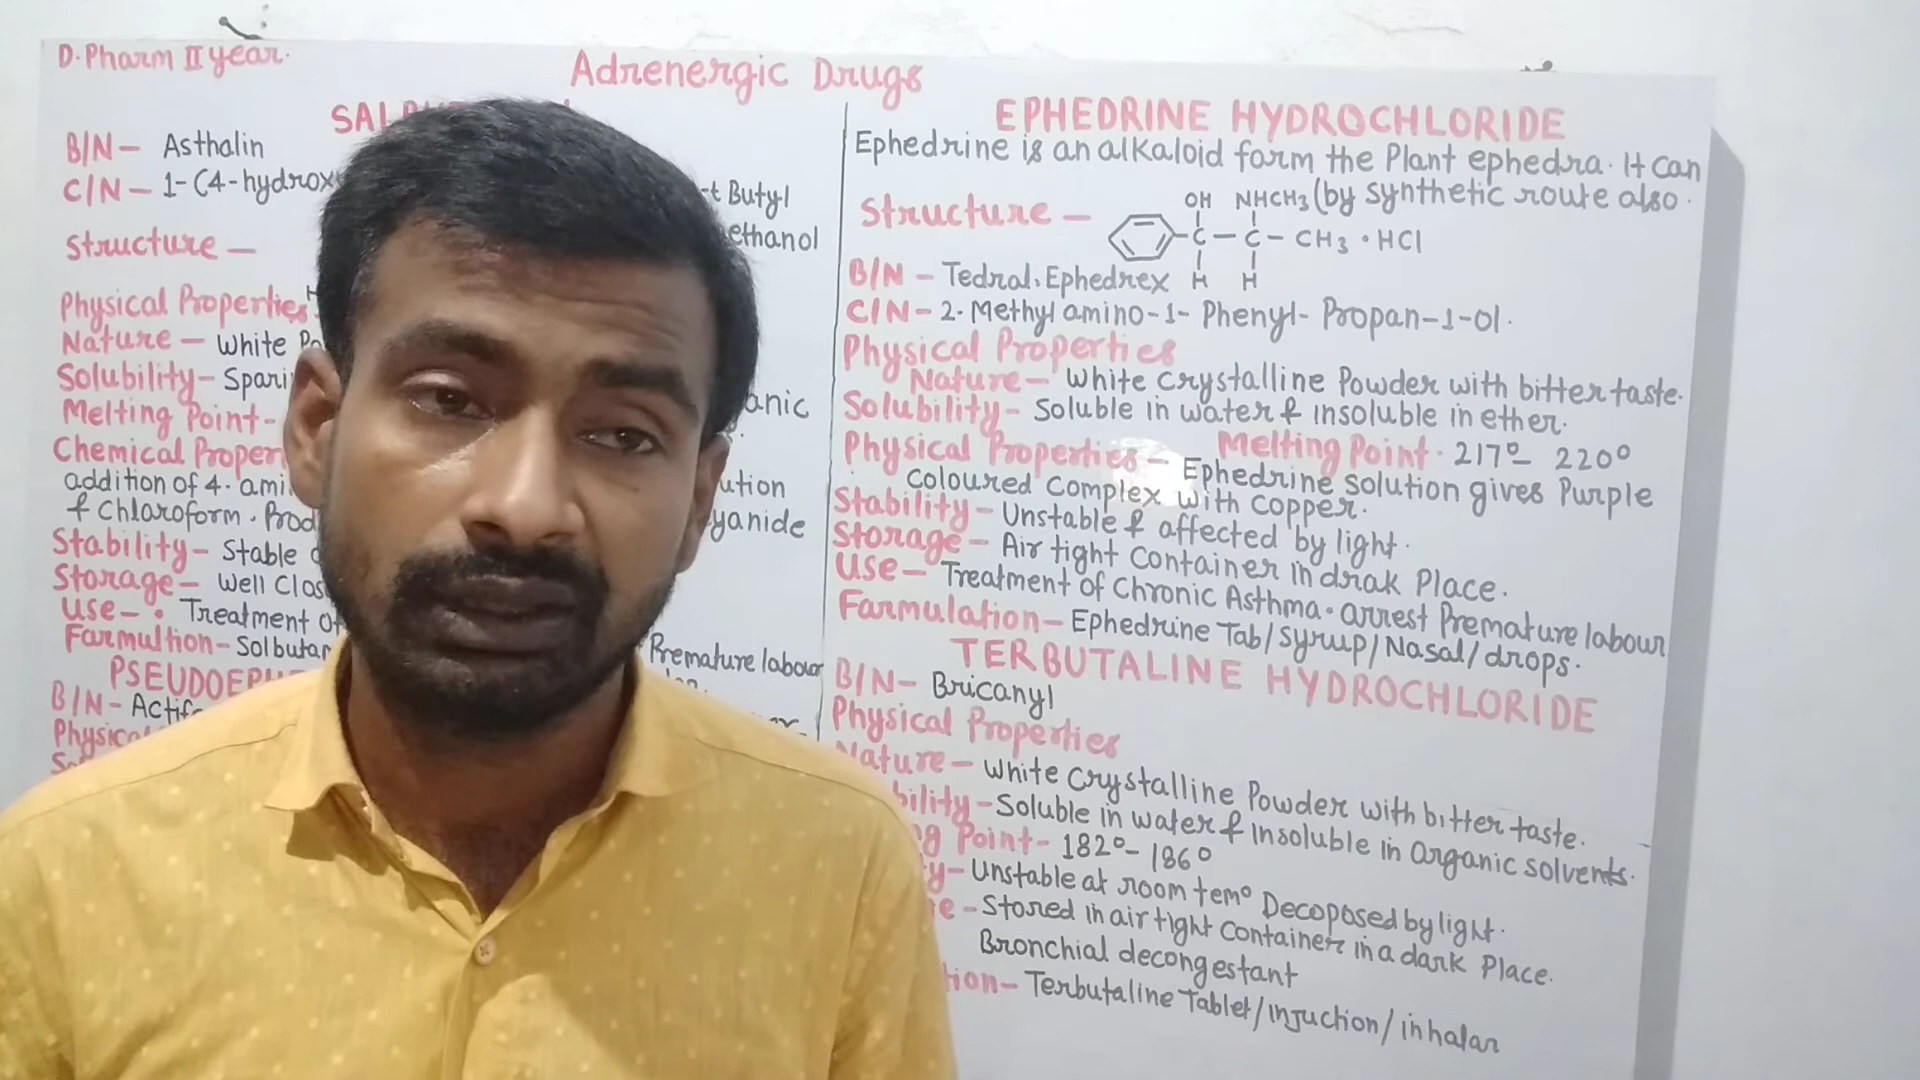 D. Pharm II year.
Adrenergic Drugs
B/N - Asthalin
C/N - 1-(4-hydrox
-t Butyl
ethanol
Structure -
Physical Properties
Nature - White
Solubility - Spari
anic
Melting Point -
Chemical Proper
addition of 4. ami
ution
& Chloroform. Prod
yanide
Stability - Stable
Storage - Well Clos
Use - • Treatment of
Premature labour
Farmultion - Solbutam
B/N - Actif
Physical
EPHEDRINE HYDROCHLORIDE
Ephedrine is an alkaloid form the Plant ephedra. It can
(by synthetic route also.
Structure -
OH NHCH3
C - C - CH3 • HCl
H H
B/N - Tedral, Ephedrex
C/N - 2-Methyl amino-1-Phenyl-Propan-1-ol.
Physical Properties
Nature - White crystalline Powder with bitter taste.
Solubility - Soluble in water & insoluble in ether.
Melting Point. 217° - 220°
Physical Properties - Ephedrine solution gives Purple
coloured complex with copper.
Stability - Unstable & affected by light.
Storage - Air tight Container in drak Place.
Use - Treatment of Chronic Asthma. arrest Premature labour
Farmulation - Ephedrine Tab/Syrup/Nasal/drops.
TERBUTALINE HYDROCHLORIDE
B/N - Bricanyl
Physical Properties
Nature - White crystalline Powder with bitter taste.
bility - Soluble in water & Insoluble in organic solvents.
g Point - 182° - 186°
y - Unstable at room tem° Decoposed by light.
e - Stored in air tight container in a dark Place.
Bronchial decongestant
tion - Terbutaline Tablet/injuction/inhalar